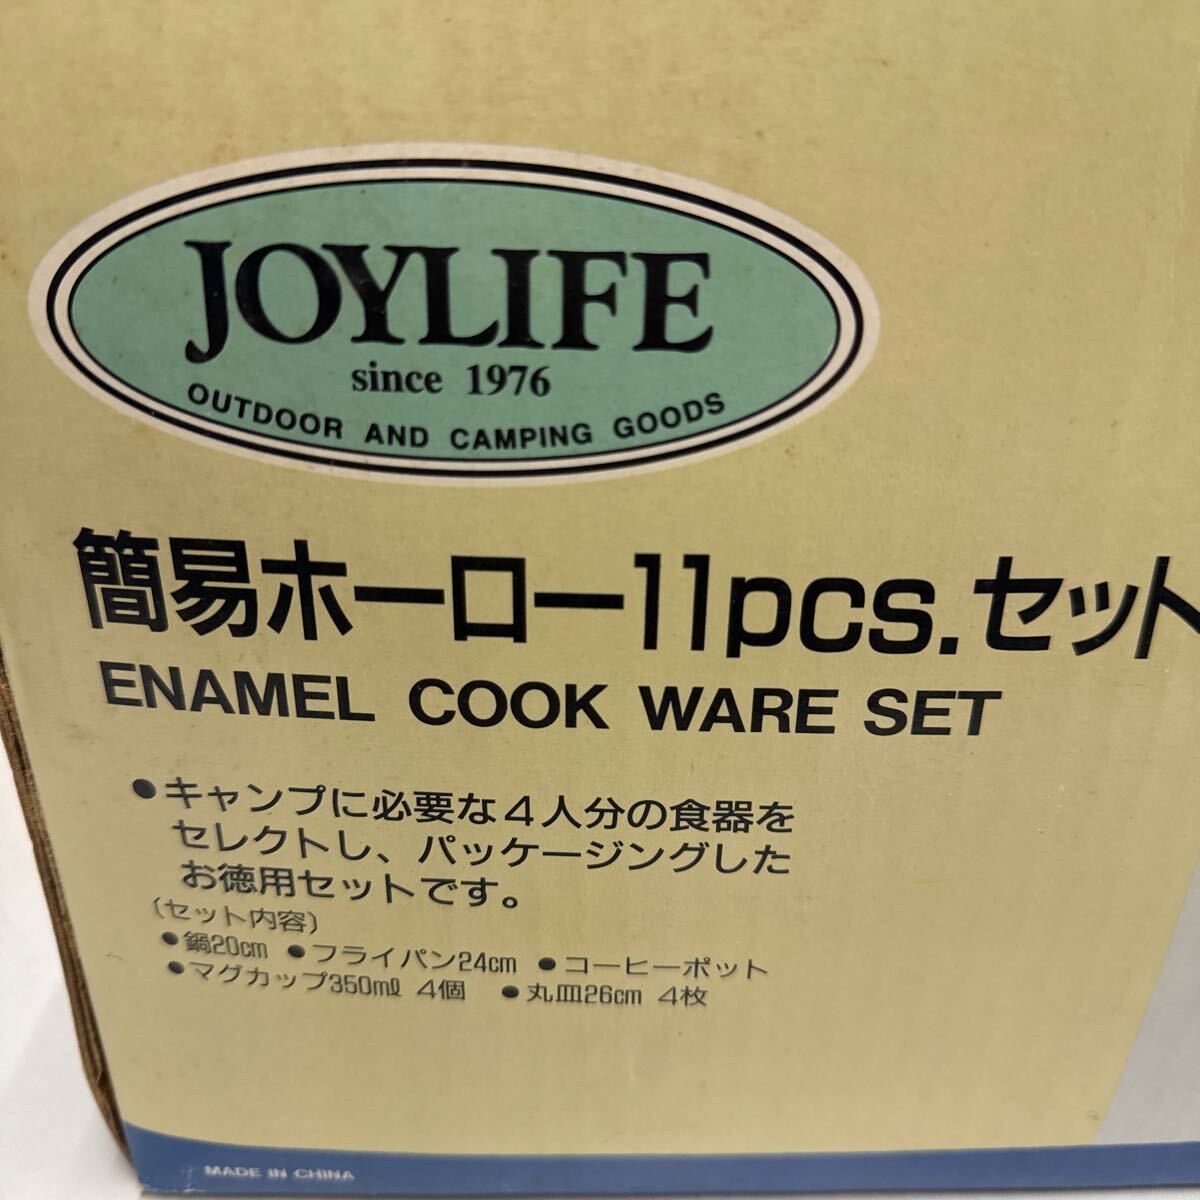 JOYLIFE
since 1976
OUTDOOR AND CAMPING GOODS
簡易ホーロー11pcs.セット
ENAMEL COOK WARE SET
●キャンプに必要な4人分の食器を
セレクトし、パッケージングした
お徳用セットです。
(セット内容)
●鍋20cm ●フライパン24cm ●コーヒーポット
●マグカップ350ml 4個 ●丸皿26cm 4枚
MADE IN CHINA